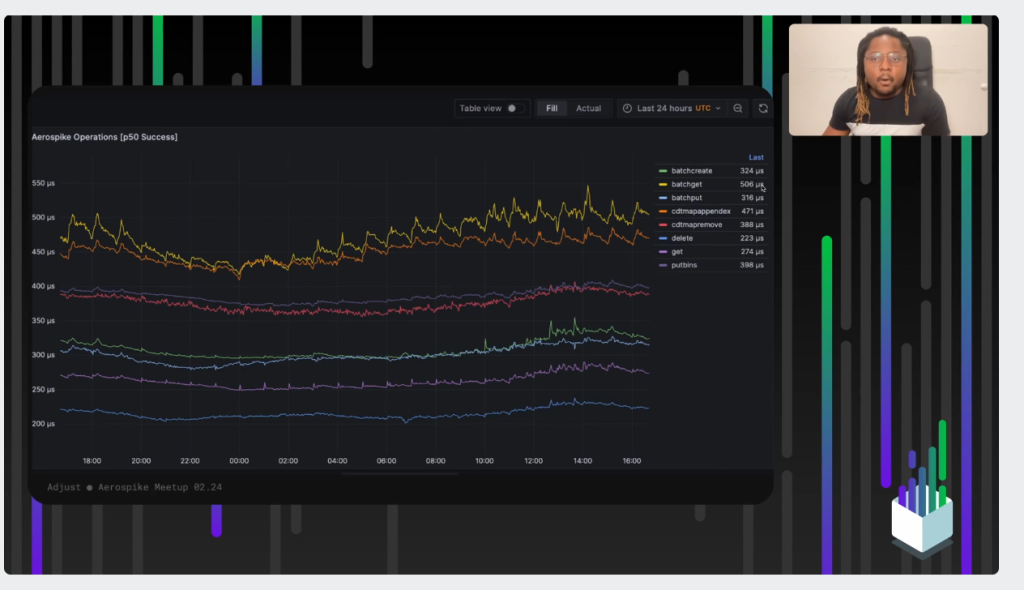 Table view Fill Actual Last 24 hours UTC
Aerospike Operations [p50 Success]
Last
batchcreate 324 µs
batchget 506 µs
batchput 316 µs
cdtmapappendex 471 µs
cdtmapremove 388 µs
delete 223 µs
get 274 µs
putbins 398 µs
550 µs
500 µs
450 µs
400 µs
350 µs
300 µs
250 µs
200 µs
18:00 20:00 22:00 00:00 02:00 04:00 06:00 08:00 10:00 12:00 14:00 16:00
Adjust ● Aerospike Meetup 02.24